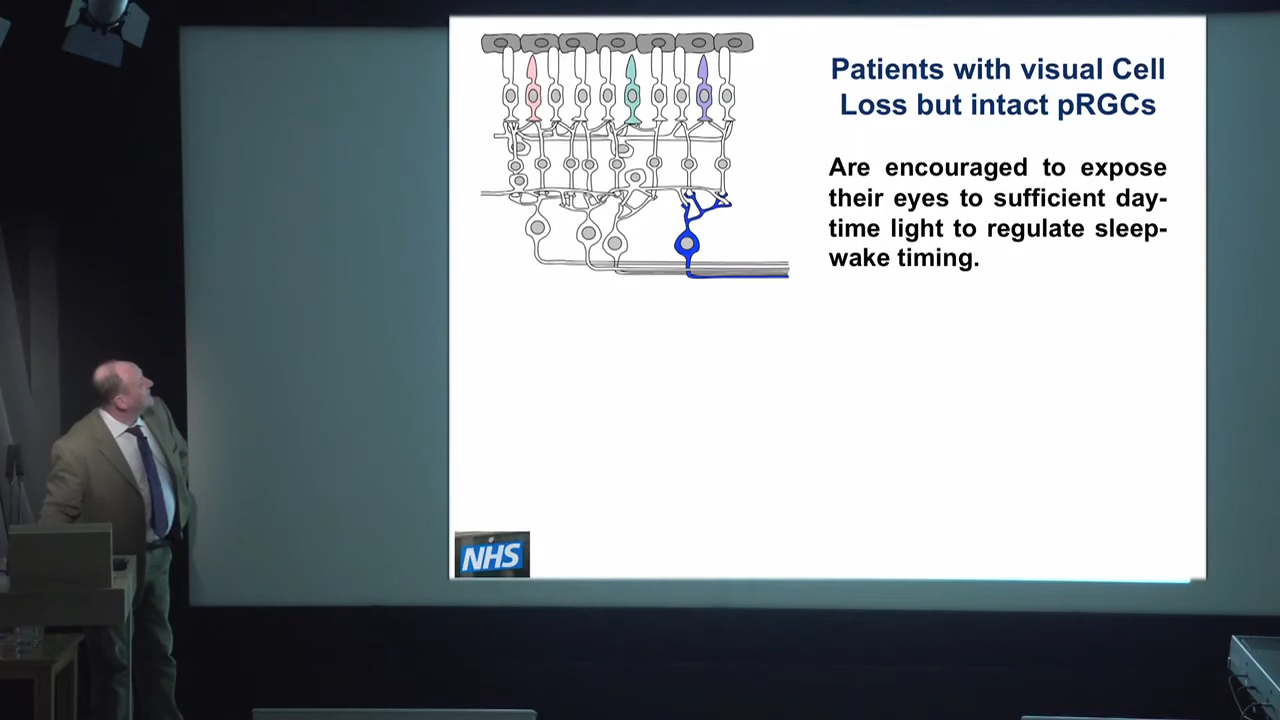 Patients with visual Cell
Loss but intact pRGCs
Are encouraged to expose
their eyes to sufficient day-
time light to regulate sleep-
wake timing.
NHS